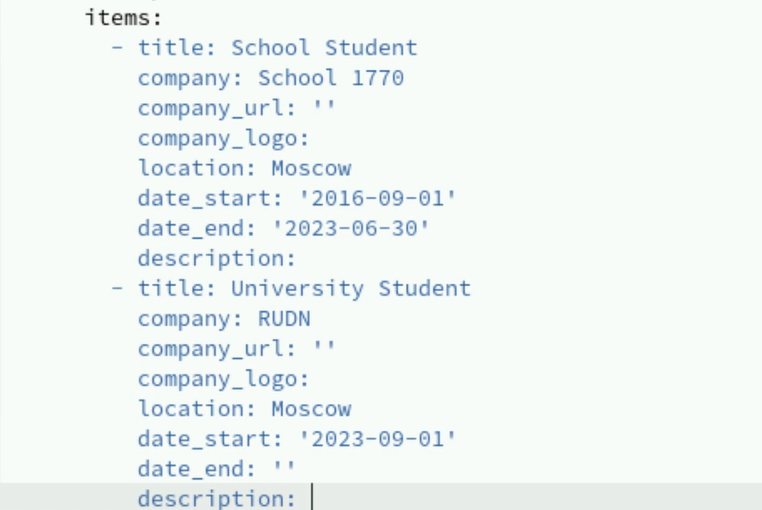 items:
- title: School Student
company: School 1770
company_url: ''
company_logo:
location: Moscow
date_start: '2016-09-01'
date_end: '2023-06-30'
description:
- title: University Student
company: RUDN
company_url: ''
company_logo:
location: Moscow
date_start: '2023-09-01'
date_end: ''
description: